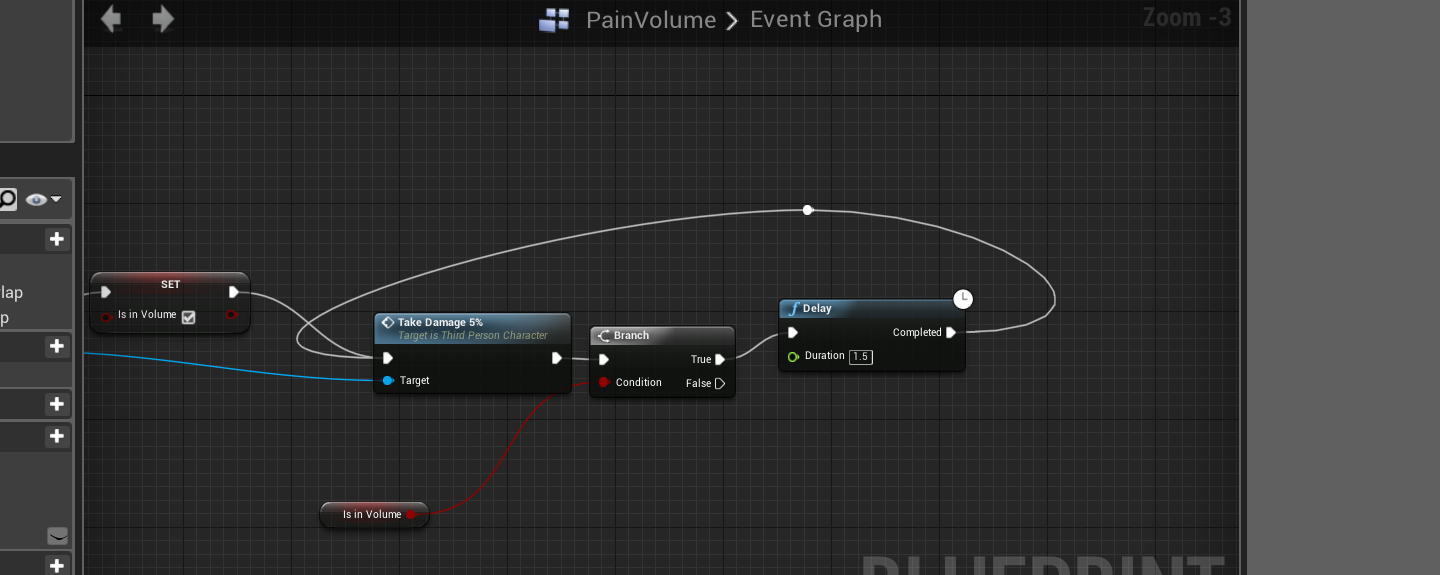 PainVolume > Event Graph
Zoom -3
lap
p
SET
Is in Volume
Take Damage 5%
Target is Third Person Character
Target
Branch
True
Condition
False
Delay
Completed
Duration 1.5
Is in Volume
BLUEPRINT